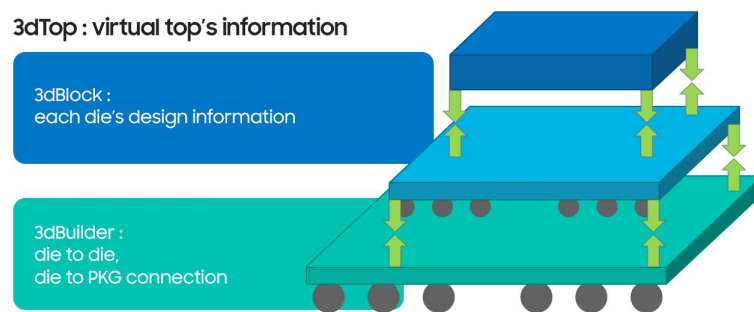 3dTop : virtual top's information
3dBlock :
each die's design information
3dBuilder :
die to die,
die to PKG connection